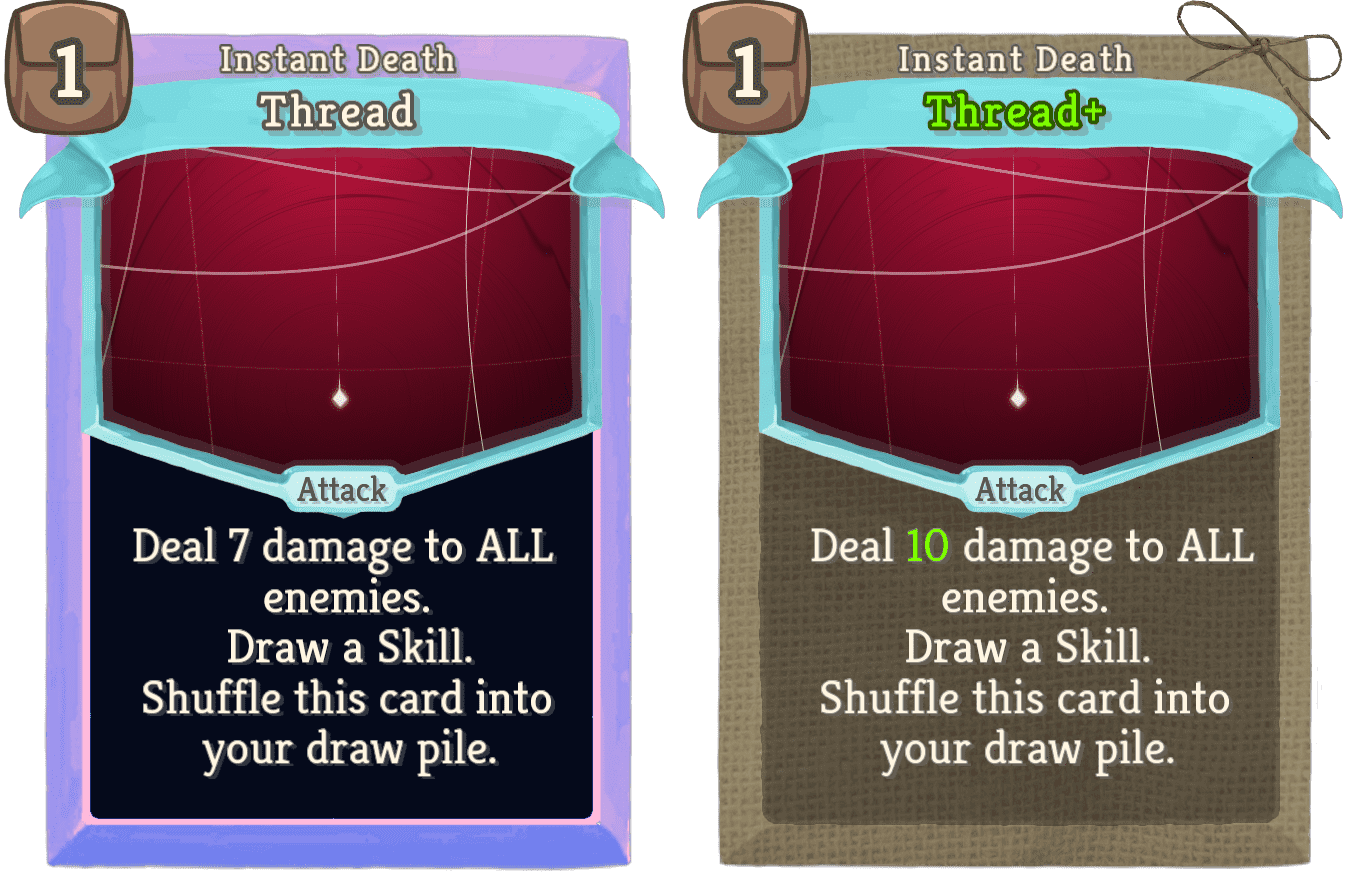 1
Instant Death
Thread
Attack
Deal 7 damage to ALL
enemies.
Draw a Skill.
Shuffle this card into
your draw pile.
1
Instant Death
Thread+
Attack
Deal 10 damage to ALL
enemies.
Draw a Skill.
Shuffle this card into
your draw pile.